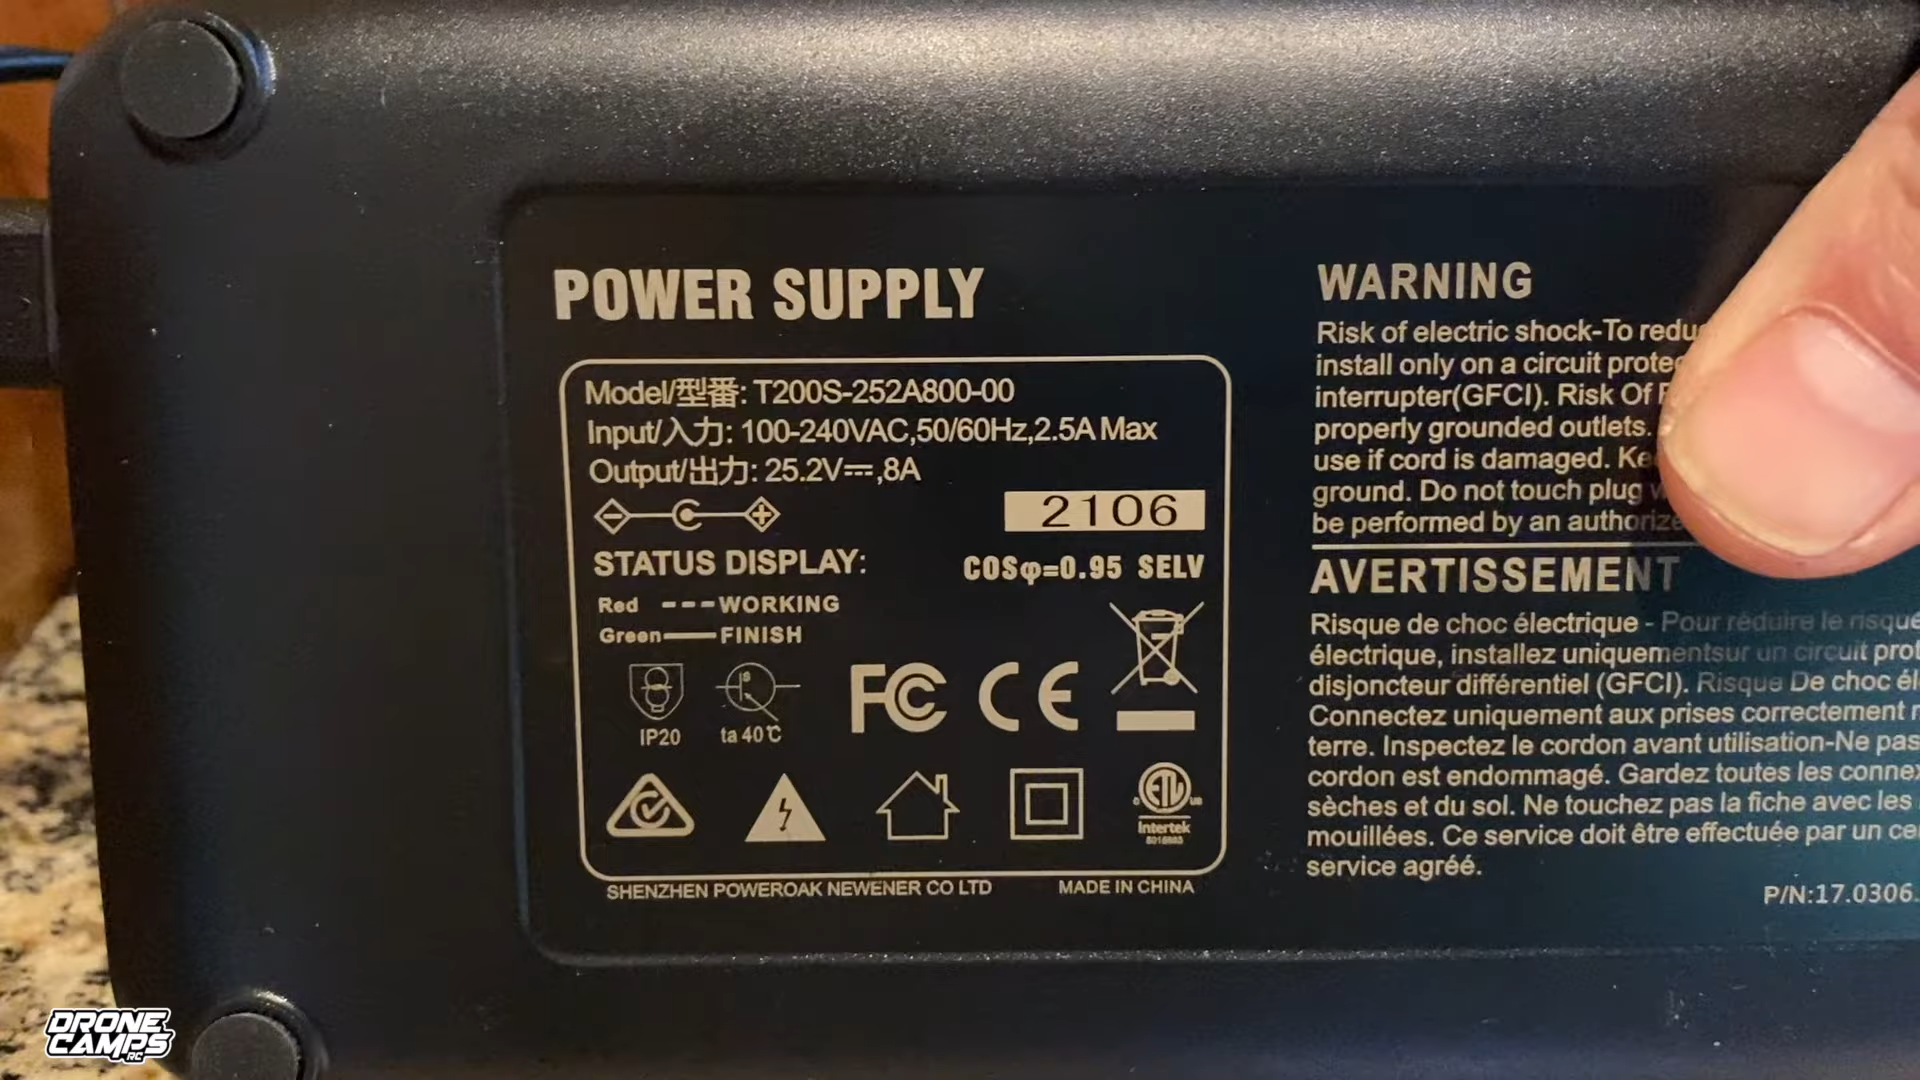 POWER SUPPLY
Model/型番: T200S-252A800-00
Input/入力: 100-240VAC,50/60Hz,2.5A Max
Output/出力: 25.2V⎓,8A
2106
STATUS DISPLAY:
COSφ=0.95 SELV
Red ---WORKING
Green—FINISH
IP20
ta 40℃
FC CE
ETL
Intertek
SHENZHEN POWEROAK NEWENER CO LTD
MADE IN CHINA
WARNING
Risk of electric shock-To
install only on a circuit
interrupter(GFCI). Risk Of
properly grounded outlets.
use if cord is damaged.
ground. Do not touch plug
be performed by an
AVERTISSEMENT
Risque de choc électrique - Pour réduire le risque
électrique, installez uniquementsur un circuit
disjoncteur différentiel (GFCI). Risque De choc
Connectez uniquement aux prises correctement
terre. Inspectez le cordon avant utilisation-Ne pas
cordon est endommagé. Gardez toutes les
sèches et du sol. Ne touchez pas la fiche avec les
mouillées. Ce service doit être effectuée par un
service agréé.
P/N:17.0306.
DRONE
CAMPS
RC